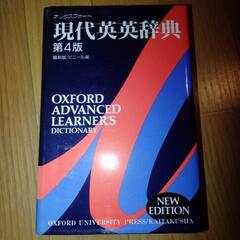 オックスフォード
現代英英辞典
第4版
縮刷版/ビニール装
OXFORD
ADVANCED
LEARNER'S
DICTIONARY
NEW
EDITION
OXFORD UNIVERSITY PRESS/KAITAKUSHA